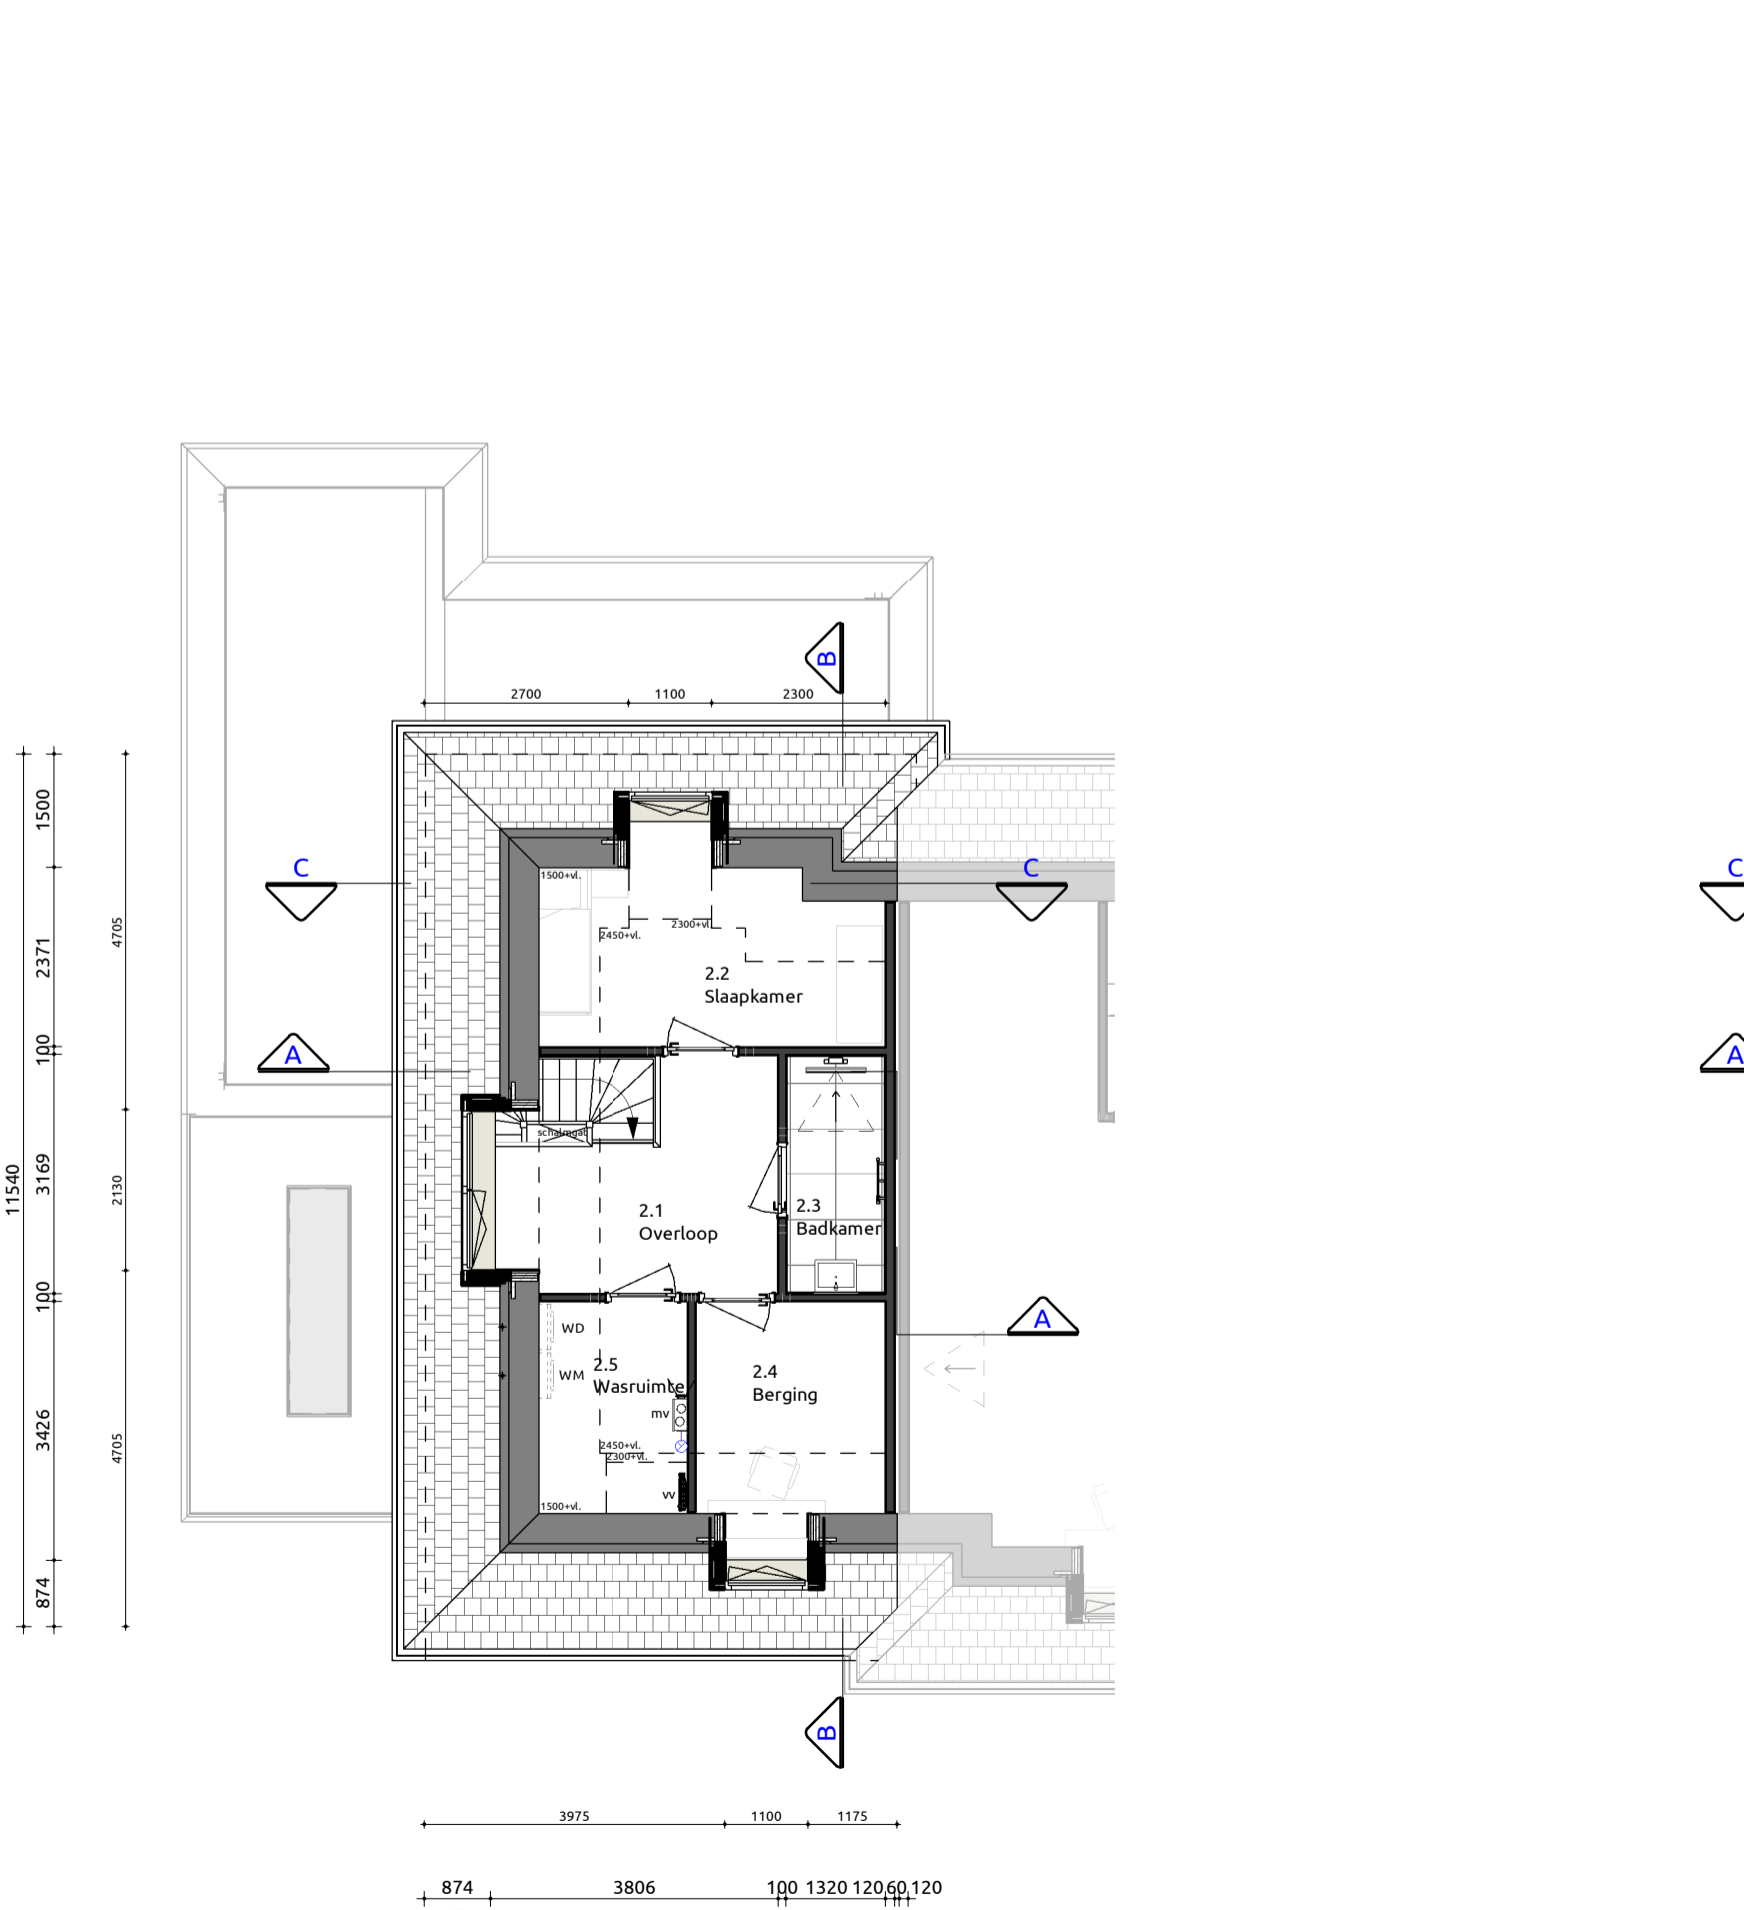 B
2700 1100 2300
1500
C
C
C
1500+vl.
2300+vl.
2450+vl.
4705
2371
2.2
Slaapkamer
100
A
A
schalmgat
11540
3169
2130
2.1
Overloop
2.3
Badkamer
100
A
WD
WM
2.5
Wasruimte
2.4
Berging
mv
3426
4705
2450+vl.
2300+vl.
vv
1500+vl.
874
B
3975 1100 1175
874 3806 100 1320 120 60 120